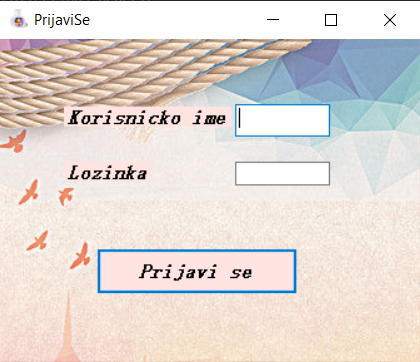 PrijaviSe
Korisnicko ime
Lozinka
Prijavi se